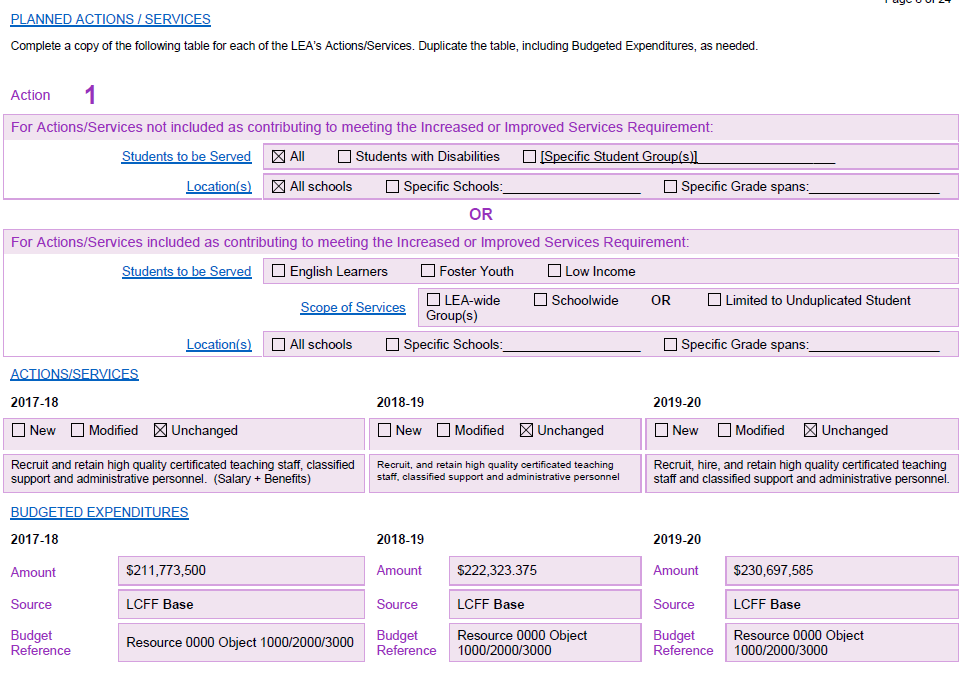 Page 8 of 24
PLANNED ACTIONS / SERVICES
Complete a copy of the following table for each of the LEA's Actions/Services. Duplicate the table, including Budgeted Expenditures, as needed.
Action 1
For Actions/Services not included as contributing to meeting the Increased or Improved Services Requirement:
Students to be Served ☒ All ☐ Students with Disabilities ☐ [Specific Student Group(s)]___________________
Location(s) ☒ All schools ☐ Specific Schools:___________________ ☐ Specific Grade spans:__________________
OR
For Actions/Services included as contributing to meeting the Increased or Improved Services Requirement:
Students to be Served ☐ English Learners ☐ Foster Youth ☐ Low Income
Scope of Services ☐ LEA-wide ☐ Schoolwide OR ☐ Limited to Unduplicated Student
Group(s)
Location(s) ☐ All schools ☐ Specific Schools:___________________ ☐ Specific Grade spans:__________________
ACTIONS/SERVICES
2017-18 2018-19 2019-20
☐ New ☐ Modified ☒ Unchanged ☐ New ☐ Modified ☒ Unchanged ☐ New ☐ Modified ☒ Unchanged
Recruit and retain high quality certificated teaching staff, classified
support and administrative personnel. (Salary + Benefits)
Recruit, and retain high quality certificated teaching
staff, classified support and administrative personnel
Recruit, hire, and retain high quality certificated teaching
staff and classified support and administrative personnel.
BUDGETED EXPENDITURES
2017-18 2018-19 2019-20
Amount $211,773,500 Amount $222,323.375 Amount $230,697,585
Source LCFF Base Source LCFF Base Source LCFF Base
Budget
Reference
Resource 0000 Object 1000/2000/3000
Budget
Reference
Resource 0000 Object
1000/2000/3000
Budget
Reference
Resource 0000 Object
1000/2000/3000